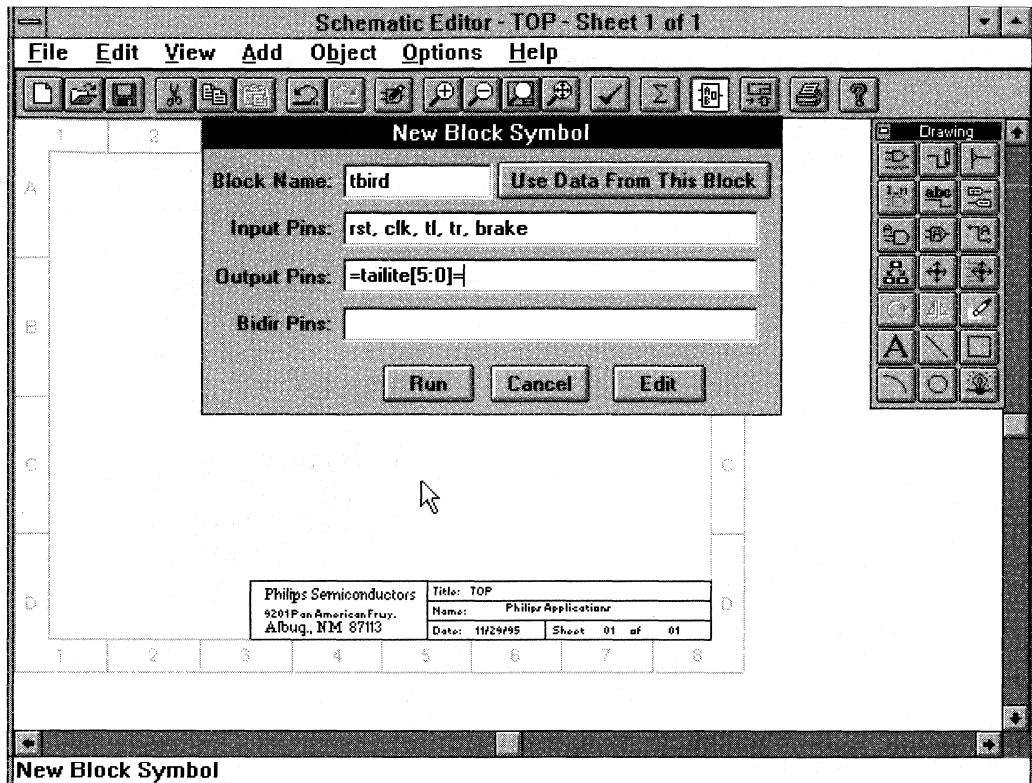 Schematic Editor - TOP - Sheet 1 of 1
File Edit View Add Object Options Help
New Block Symbol
Drawing
Block Name: tbird Use Data From This Block
Input Pins: rst, clk, tl, tr, brake
Output Pins: =tailite[5:0]=
Bidir Pins:
Run Cancel Edit
1 2
A
B
C C
D D
Philips Semiconductors
9201 Pan American Fruy.
Albuq., NM 87113
Title: TOP
Name: Philips Applications
Date: 11/29/95 Sheet 01 of 01
1 2 3 4 5 6 7 8
New Block Symbol